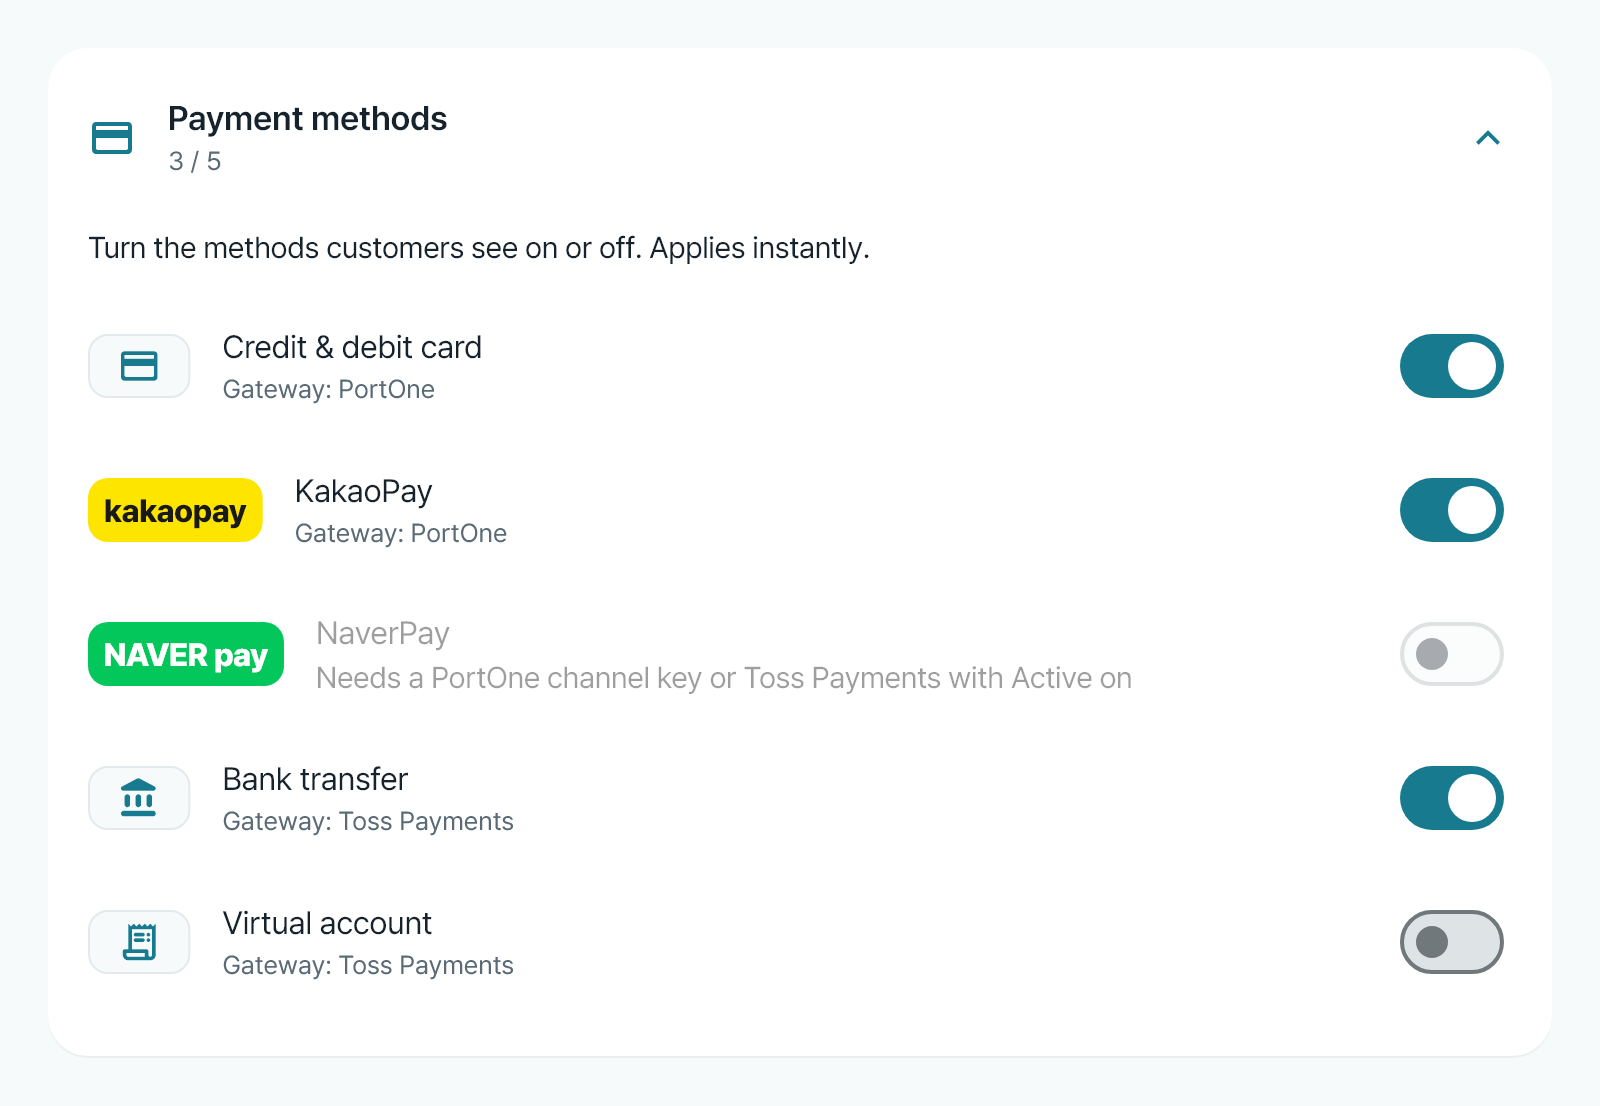 Payment methods
3 / 5
Turn the methods customers see on or off. Applies instantly.
Credit & debit card
Gateway: PortOne
kakaopay
KakaoPay
Gateway: PortOne
NAVER pay
NaverPay
Needs a PortOne channel key or Toss Payments with Active on
Bank transfer
Gateway: Toss Payments
Virtual account
Gateway: Toss Payments